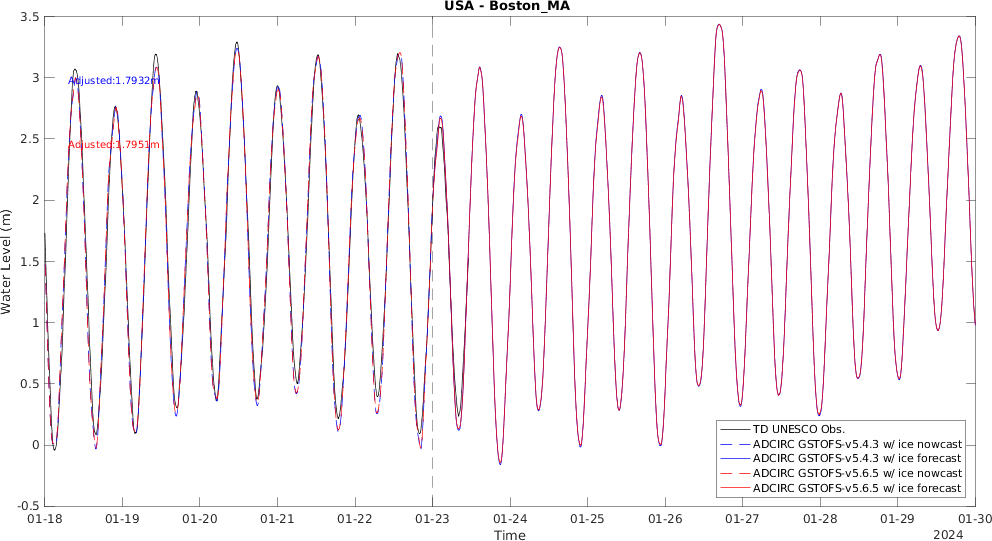 USA - Boston_MA
3.5
3
2.5
2
1.5
1
0.5
0
-0.5
Water Level (m)
Adjusted:1.7932m
Adjusted:1.7951m
TD UNESCO Obs.
ADCIRC GSTOFS-v5.4.3 w/ ice nowcast
ADCIRC GSTOFS-v5.4.3 w/ ice forecast
ADCIRC GSTOFS-v5.6.5 w/ ice nowcast
ADCIRC GSTOFS-v5.6.5 w/ ice forecast
01-18 01-19 01-20 01-21 01-22 01-23 01-24 01-25 01-26 01-27 01-28 01-29 01-30
Time
2024